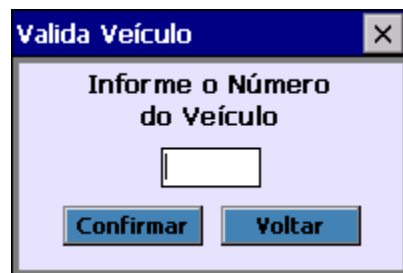 Valida Veículo
Informe o Número
do Veículo
Confirmar Voltar